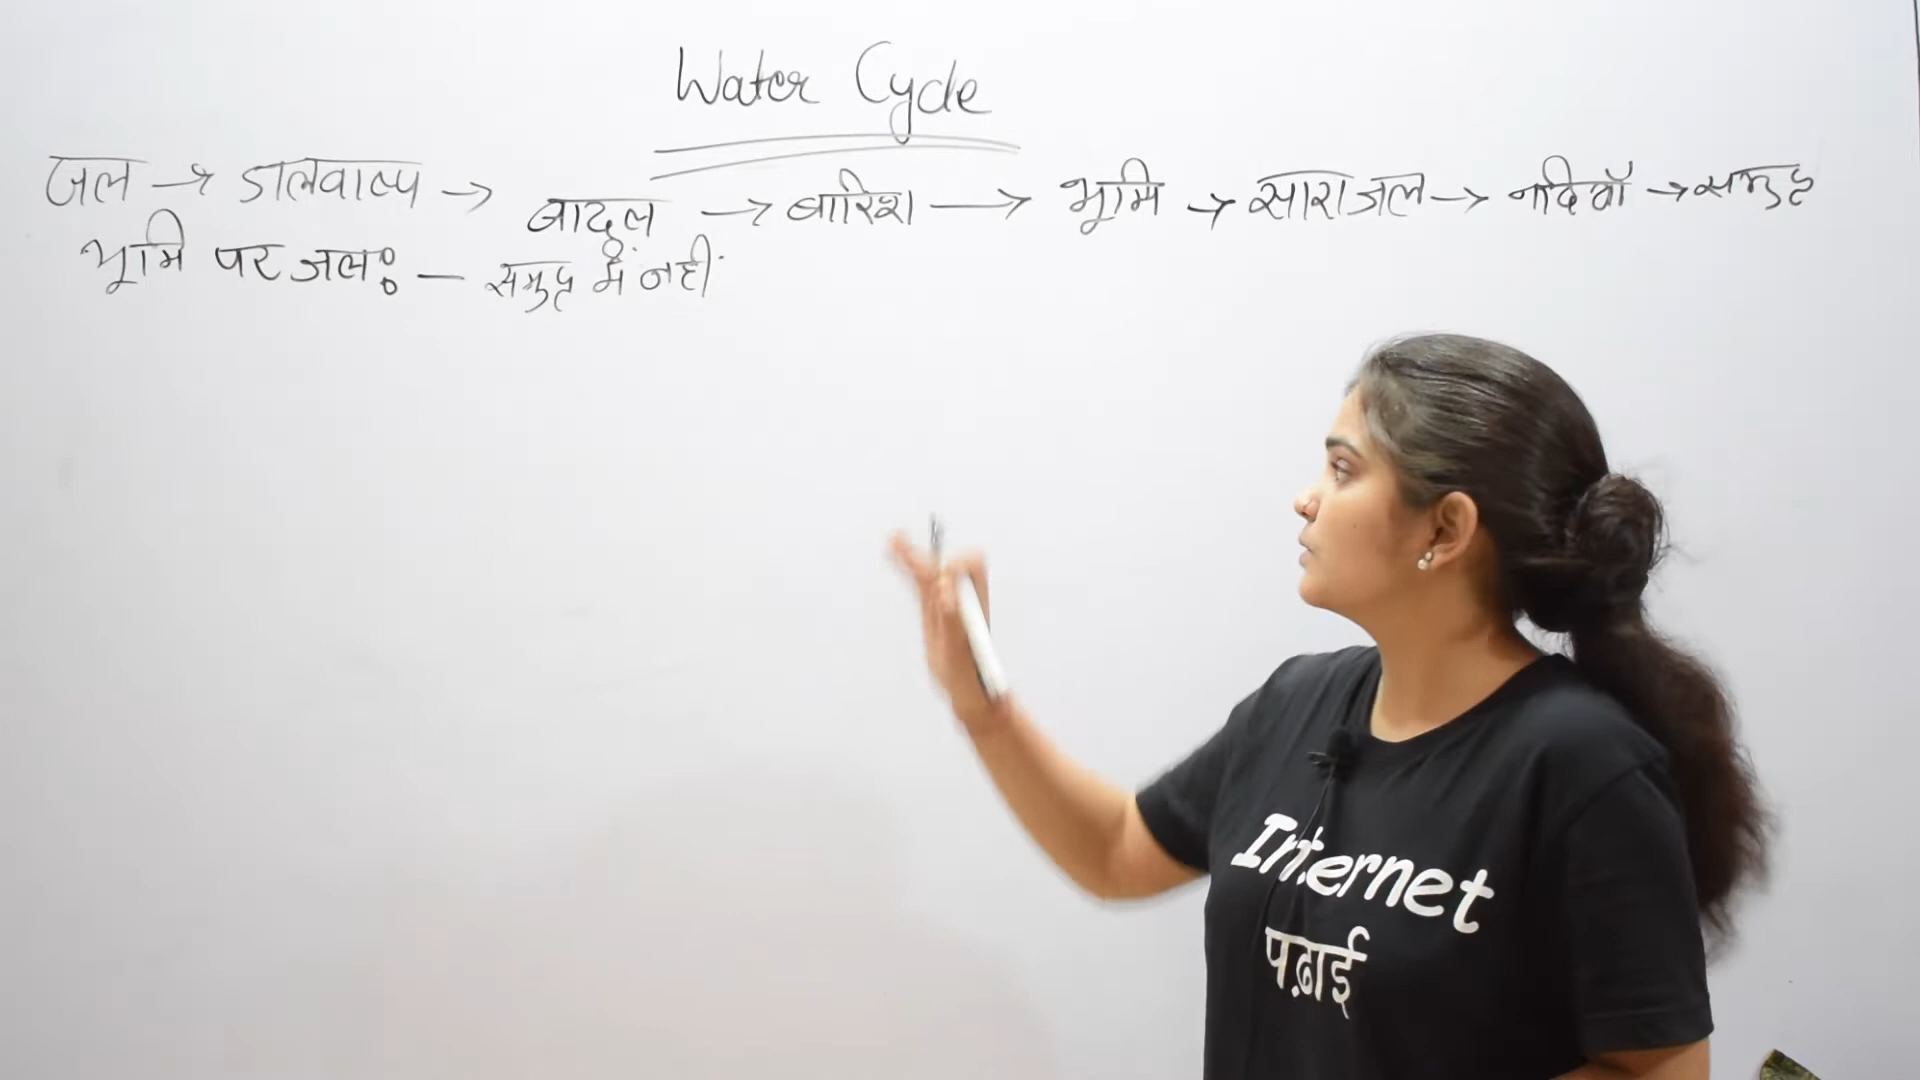 Water Cycle
जल → जलवाष्प → बादल → बारिश → भूमि → सारा जल → नदियाँ → समुद्र
भूमि पर जल :- समुद्र में नहीं
Internet
पढ़ाई